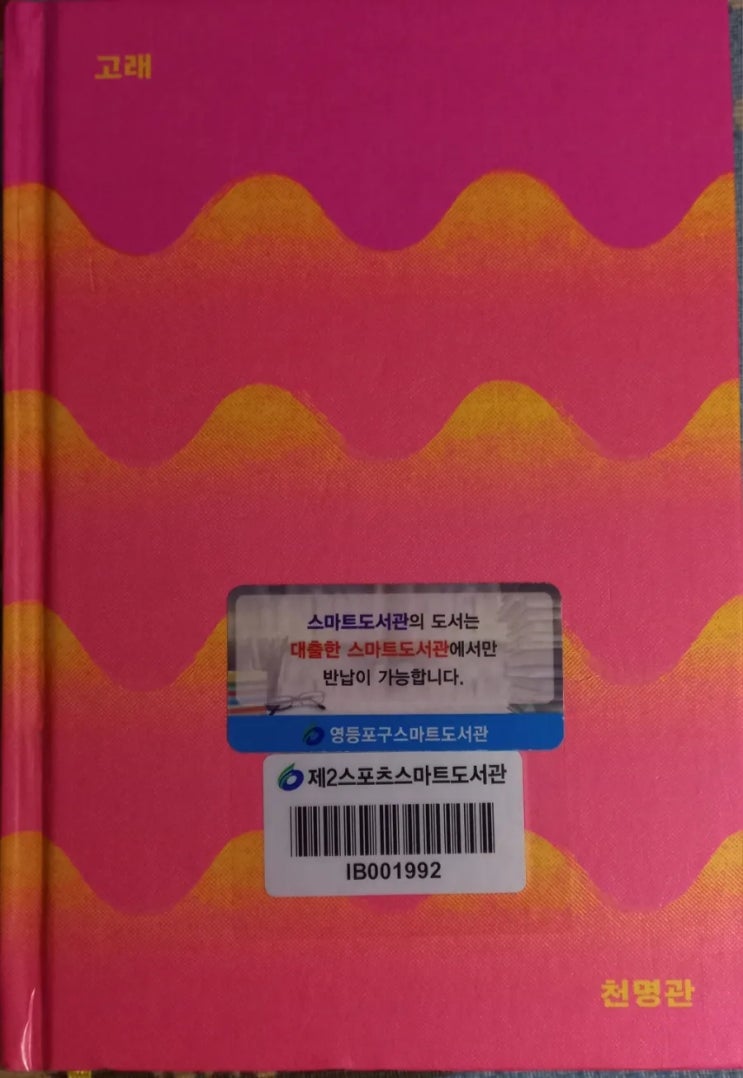 고래
스마트도서관의 도서는
대출한 스마트도서관에서만
반납이 가능합니다.
영등포구스마트도서관
제2스포츠스마트도서관
IB001992
천명관